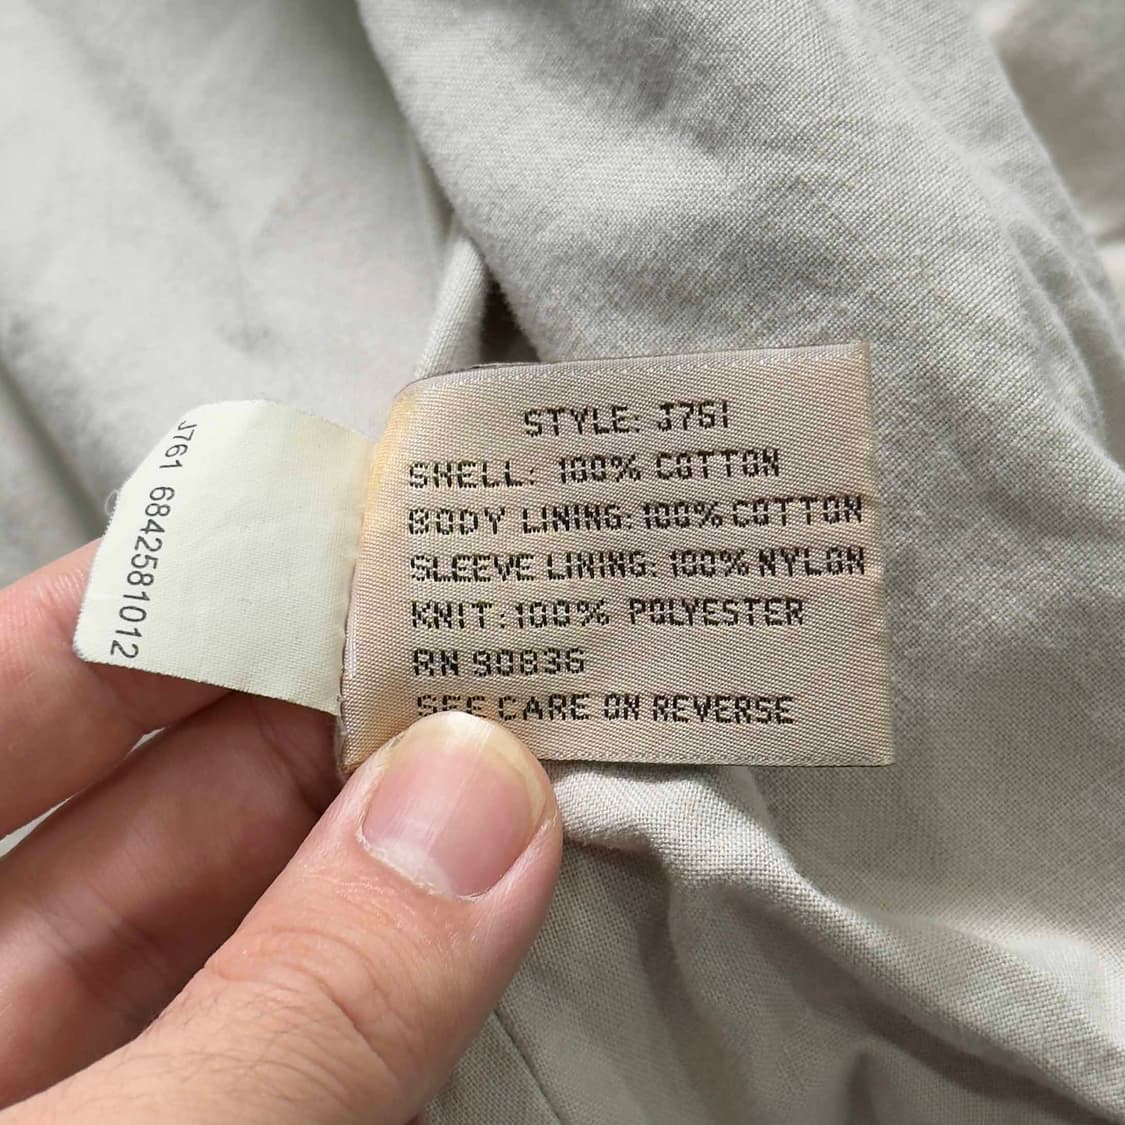 J761 6842581012
STYLE: J761
SHELL: 100% COTTON
BODY LINING: 100% COTTON
SLEEVE LINING: 100% NYLON
KNIT: 100% POLYESTER
RN 90836
SEE CARE ON REVERSE